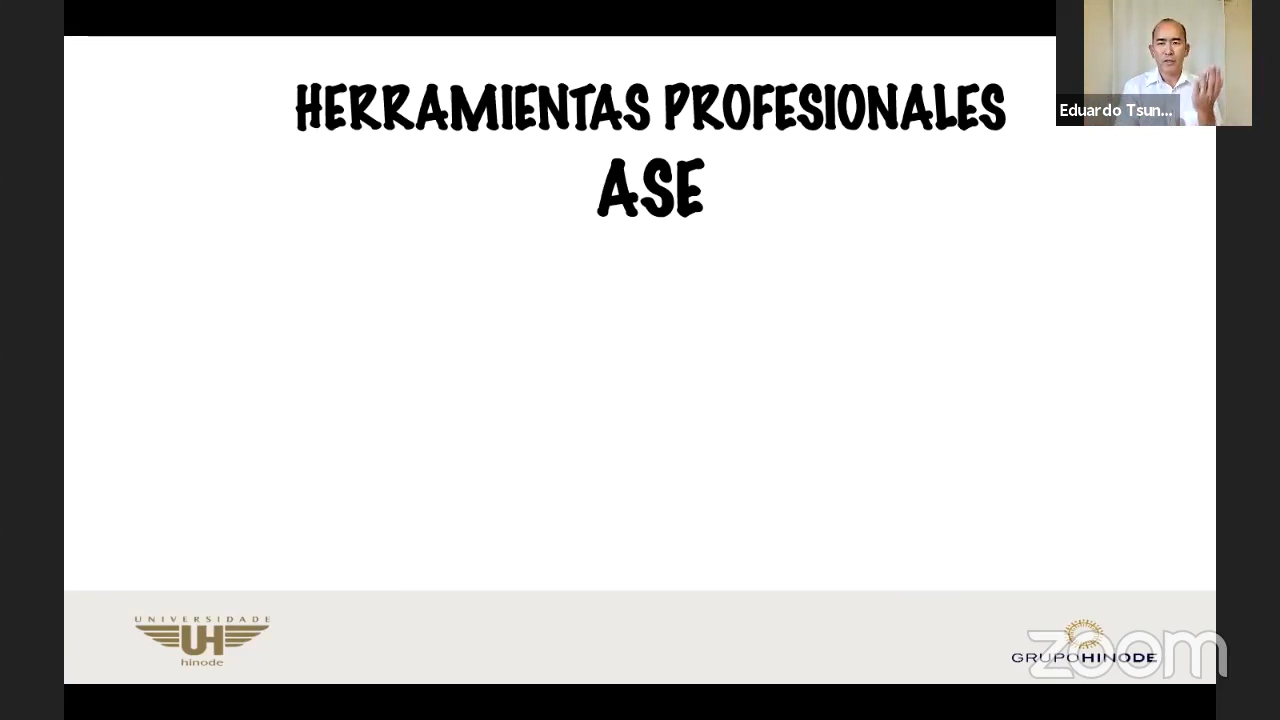 HERRAMIENTAS PROFESIONALES
ASE
Eduardo Tsun...
UNIVERSIDADE
UH
hinode
GRUPOHINODE
zoom